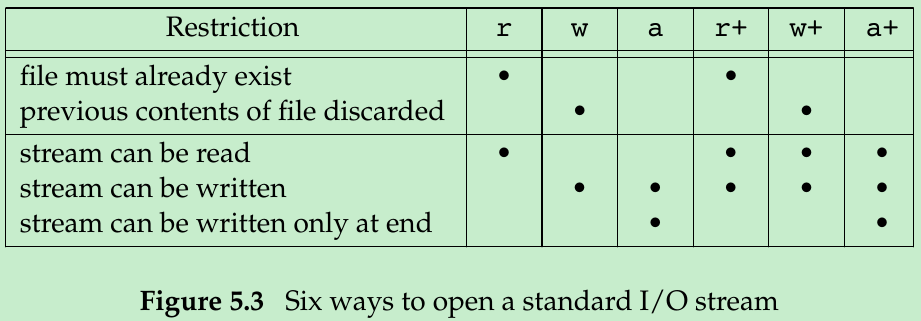 Restriction r w a r+ w+ a+
file must already exist • •
previous contents of file discarded • •
stream can be read • • • •
stream can be written • • • • •
stream can be written only at end • •
Figure 5.3 Six ways to open a standard I/O stream